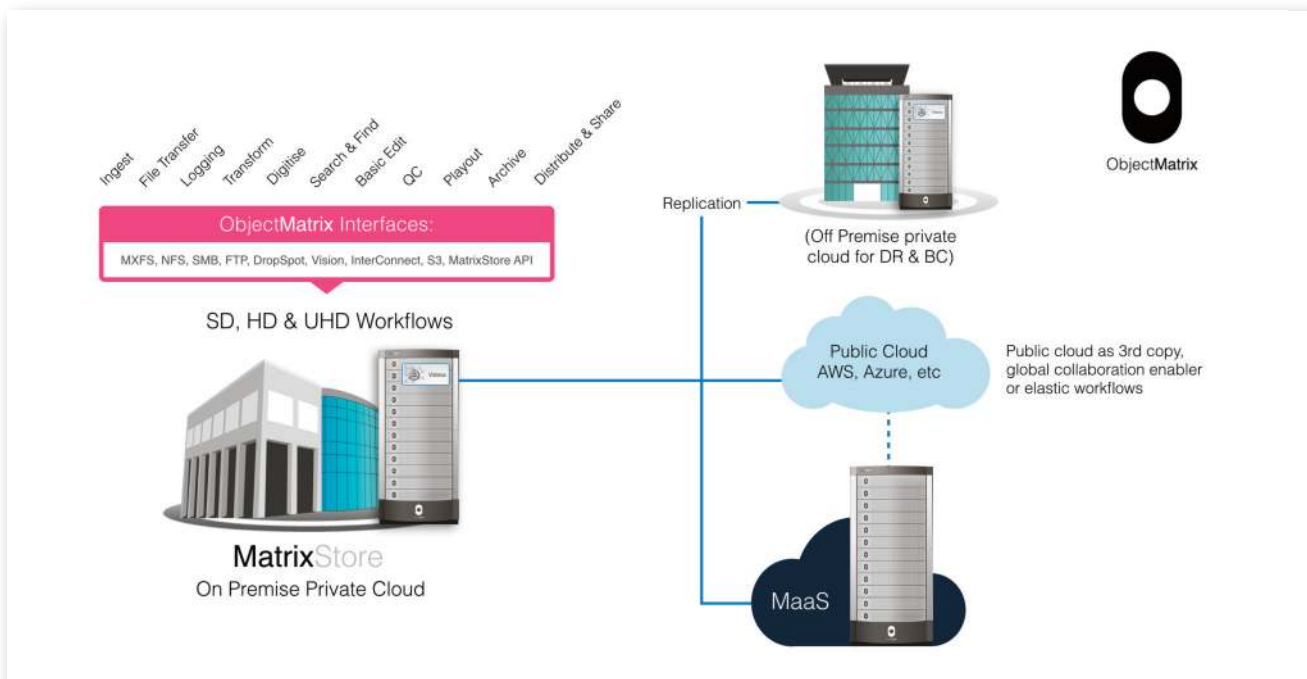 Ingest
File Transfer
Logging
Transform
Digitise
Search & Find
Basic Edit
QC
Playout
Archive
Distribute & Share
ObjectMatrix Interfaces:
MXFS, NFS, SMB, FTP, DropSpot, Vision, InterConnect, S3, MatrixStore API
SD, HD & UHD Workflows
Vision
MatrixStore
On Premise Private Cloud
Replication
(Off Premise private
cloud for DR & BC)
ObjectMatrix
Public Cloud
AWS, Azure, etc
Public cloud as 3rd copy,
global collaboration enabler
or elastic workflows
MaaS